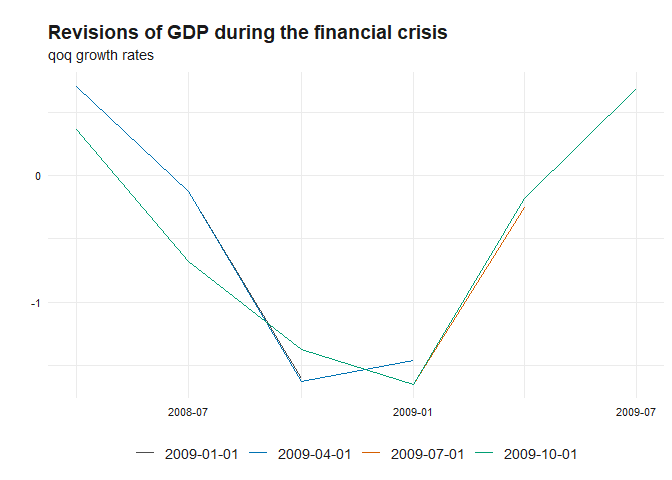 Revisions of GDP during the financial crisis
qoq growth rates
0
-1
2008-07 2009-01 2009-07
2009-01-01 2009-04-01 2009-07-01 2009-10-01